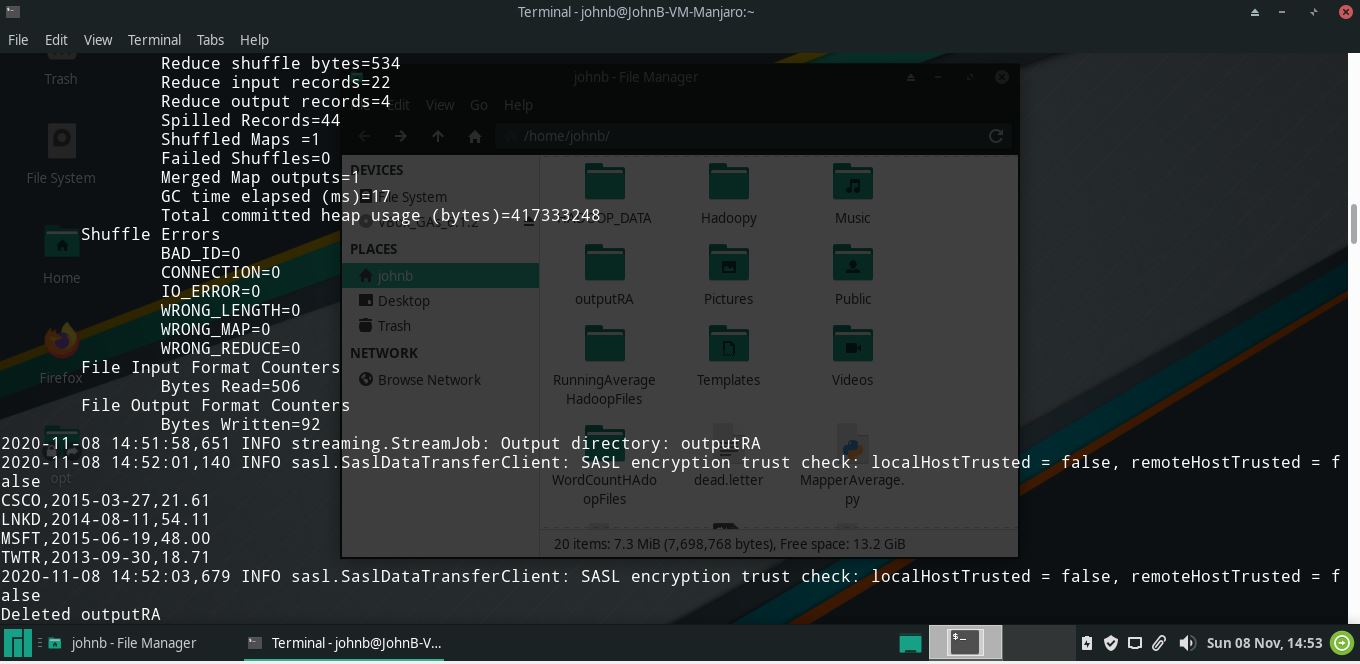 Terminal - johnb@JohnB-VM-Manjaro:~
File Edit View Terminal Tabs Help
Reduce shuffle bytes=534
Reduce input records=22
Reduce output records=4
Spilled Records=44
Shuffled Maps =1
Failed Shuffles=0
Merged Map outputs=1
GC time elapsed (ms)=17
Total committed heap usage (bytes)=417333248
Shuffle Errors
BAD_ID=0
CONNECTION=0
IO_ERROR=0
WRONG_LENGTH=0
WRONG_MAP=0
WRONG_REDUCE=0
File Input Format Counters
Bytes Read=506
File Output Format Counters
Bytes Written=92
2020-11-08 14:51:58,651 INFO streaming.StreamJob: Output directory: outputRA
2020-11-08 14:52:01,140 INFO sasl.SaslDataTransferClient: SASL encryption trust check: localHostTrusted = false, remoteHostTrusted = f
alse
CSCO,2015-03-27,21.61
LNKD,2014-08-11,54.11
MSFT,2015-06-19,48.00
TWTR,2013-09-30,18.71
2020-11-08 14:52:03,679 INFO sasl.SaslDataTransferClient: SASL encryption trust check: localHostTrusted = false, remoteHostTrusted = f
alse
Deleted outputRA
Trash
File System
Home
Firefox
opt
johnb - File Manager
Edit View Go Help
/home/johnb/
DEVICES
File System
PLACES
johnb
Desktop
Trash
NETWORK
Browse Network
Hadoopy
Music
outputRA
Pictures
Public
RunningAverage
HadoopFiles
Templates
Videos
WordCountHAdo
opFiles
dead.letter
MapperAverage.
py
20 items: 7.3 MiB (7,698,768 bytes), Free space: 13.2 GiB
johnb - File Manager
Terminal - johnb@JohnB-V...
Sun 08 Nov, 14:53